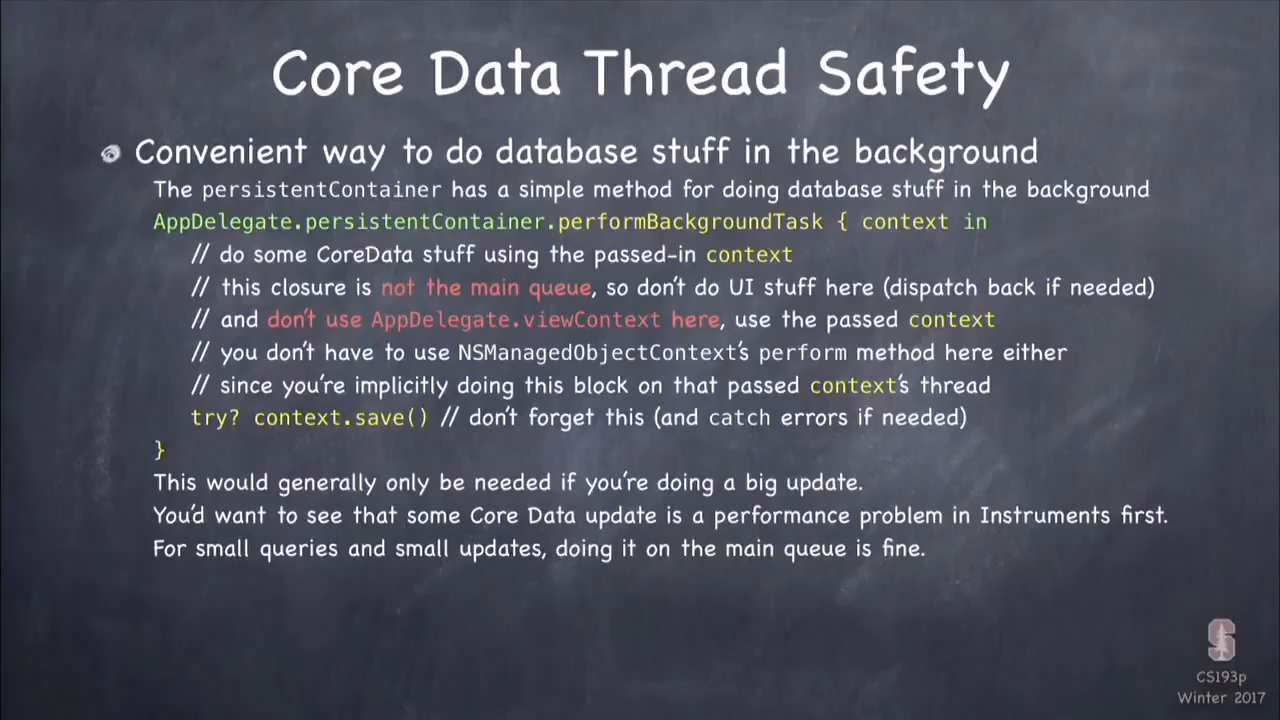 Core Data Thread Safety
Convenient way to do database stuff in the background
The persistentContainer has a simple method for doing database stuff in the background
AppDelegate.persistentContainer.performBackgroundTask { context in
// do some CoreData stuff using the passed-in context
// this closure is not the main queue, so don't do UI stuff here (dispatch back if needed)
// and don't use AppDelegate.viewContext here, use the passed context
// you don't have to use NSManagedObjectContext's perform method here either
// since you're implicitly doing this block on that passed context's thread
try? context.save() // don't forget this (and catch errors if needed)
}
This would generally only be needed if you're doing a big update.
You'd want to see that some Core Data update is a performance problem in Instruments first.
For small queries and small updates, doing it on the main queue is fine.
S
CS193p
Winter 2017